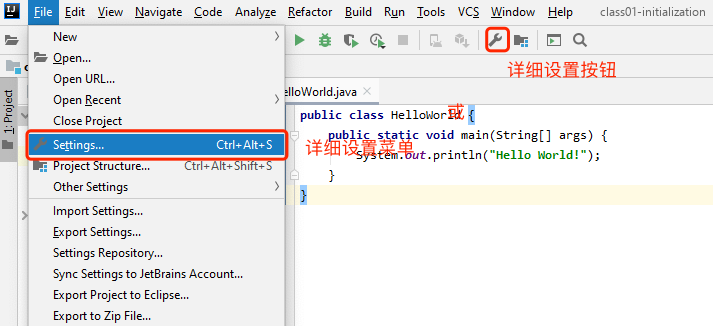 File Edit View Navigate Code Analyze Refactor Build Run Tools VCS Window Help class01-initialization
New
Open...
Open URL...
Open Recent
Close Project
Settings... Ctrl+Alt+S
Project Structure... Ctrl+Alt+Shift+S
Other Settings
Import Settings...
Export Settings...
Settings Repository...
Sync Settings to JetBrains Account...
Export Project to Eclipse...
Export to Zip File...
1: Project
详细设置按钮
elloWorld.java
或
public class HelloWorld {
详细设置菜单
public static void main(String[] args) {
System.out.println("Hello World!");
}
}